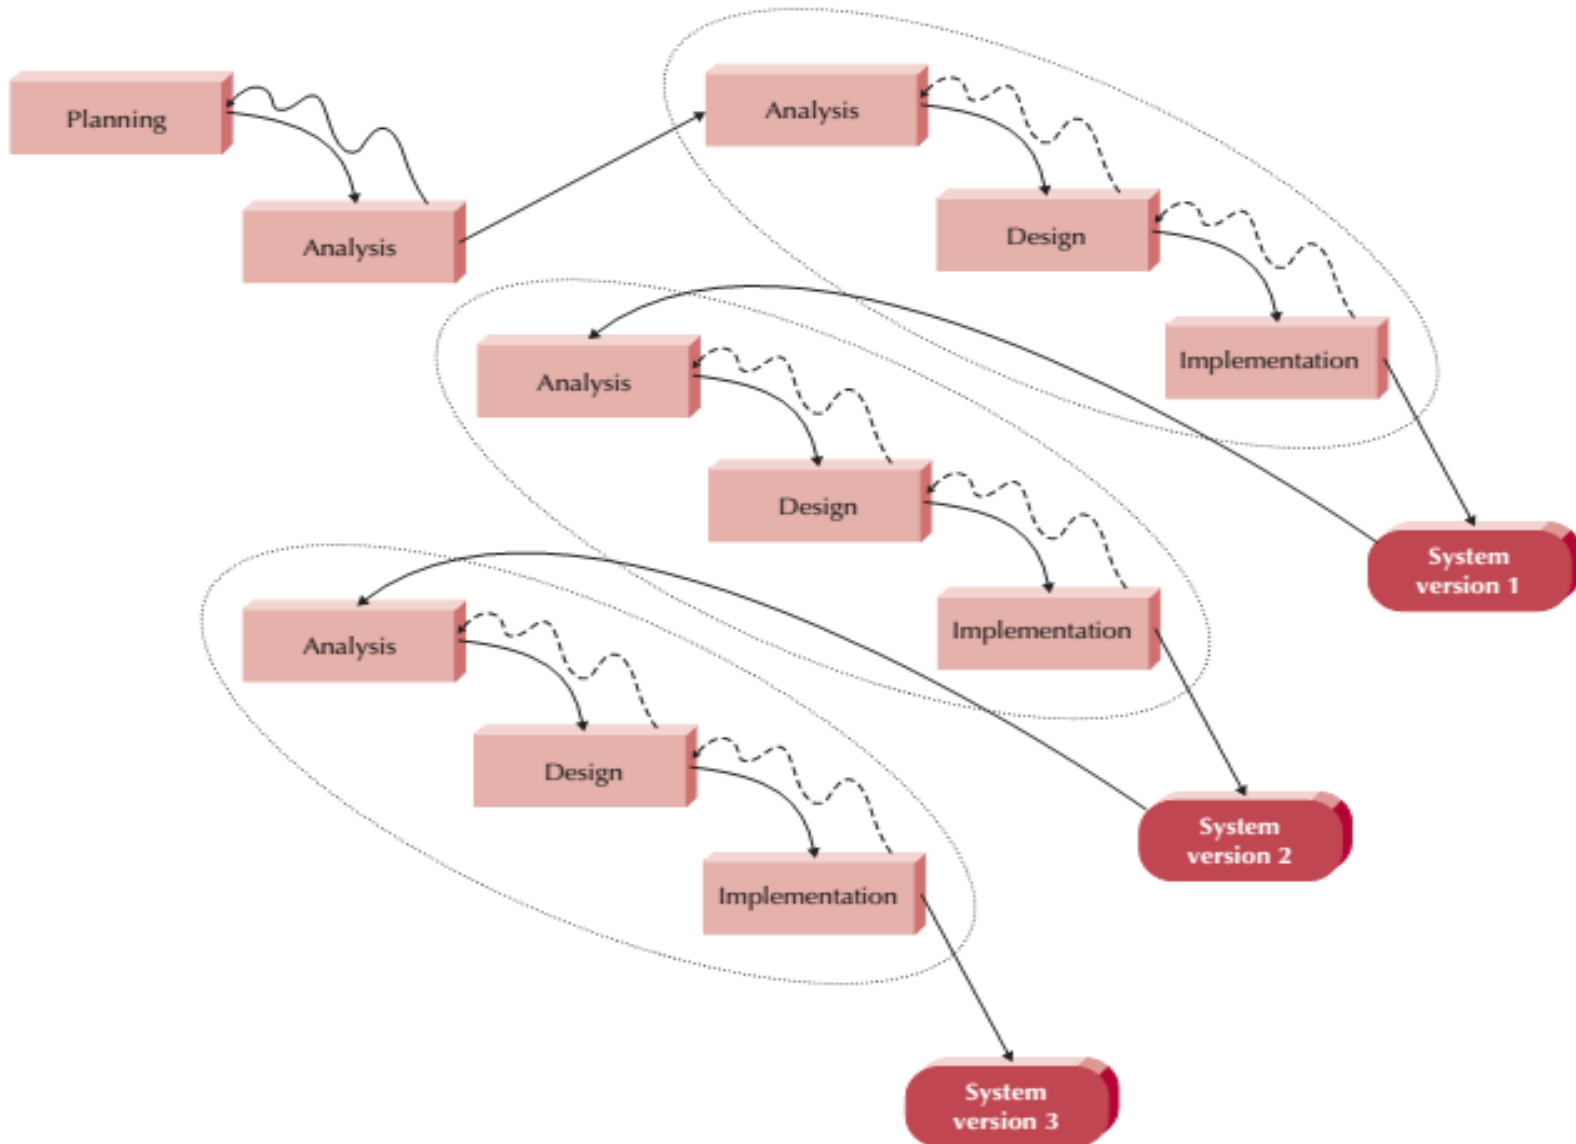 Planning
Analysis
Analysis
Design
Implementation
System
version 1
Analysis
Design
Implementation
System
version 2
Analysis
Design
Implementation
System
version 3